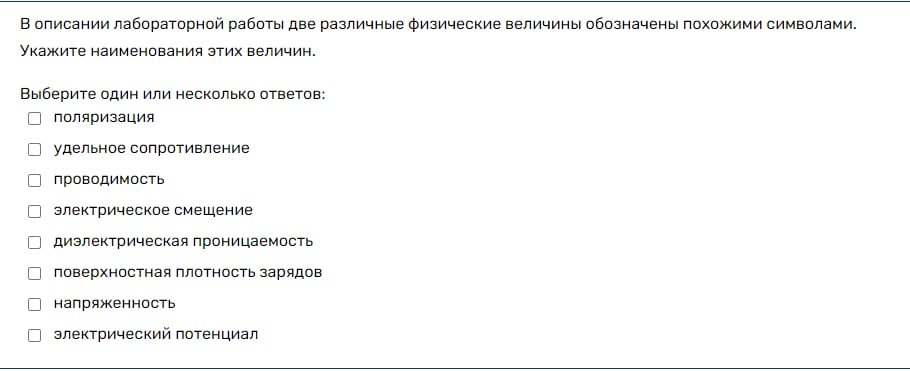 В описании лабораторной работы две различные физические величины обозначены похожими символами.
Укажите наименования этих величин.
Выберите один или несколько ответов:
поляризация
удельное сопротивление
проводимость
электрическое смещение
диэлектрическая проницаемость
поверхностная плотность зарядов
напряженность
электрический потенциал